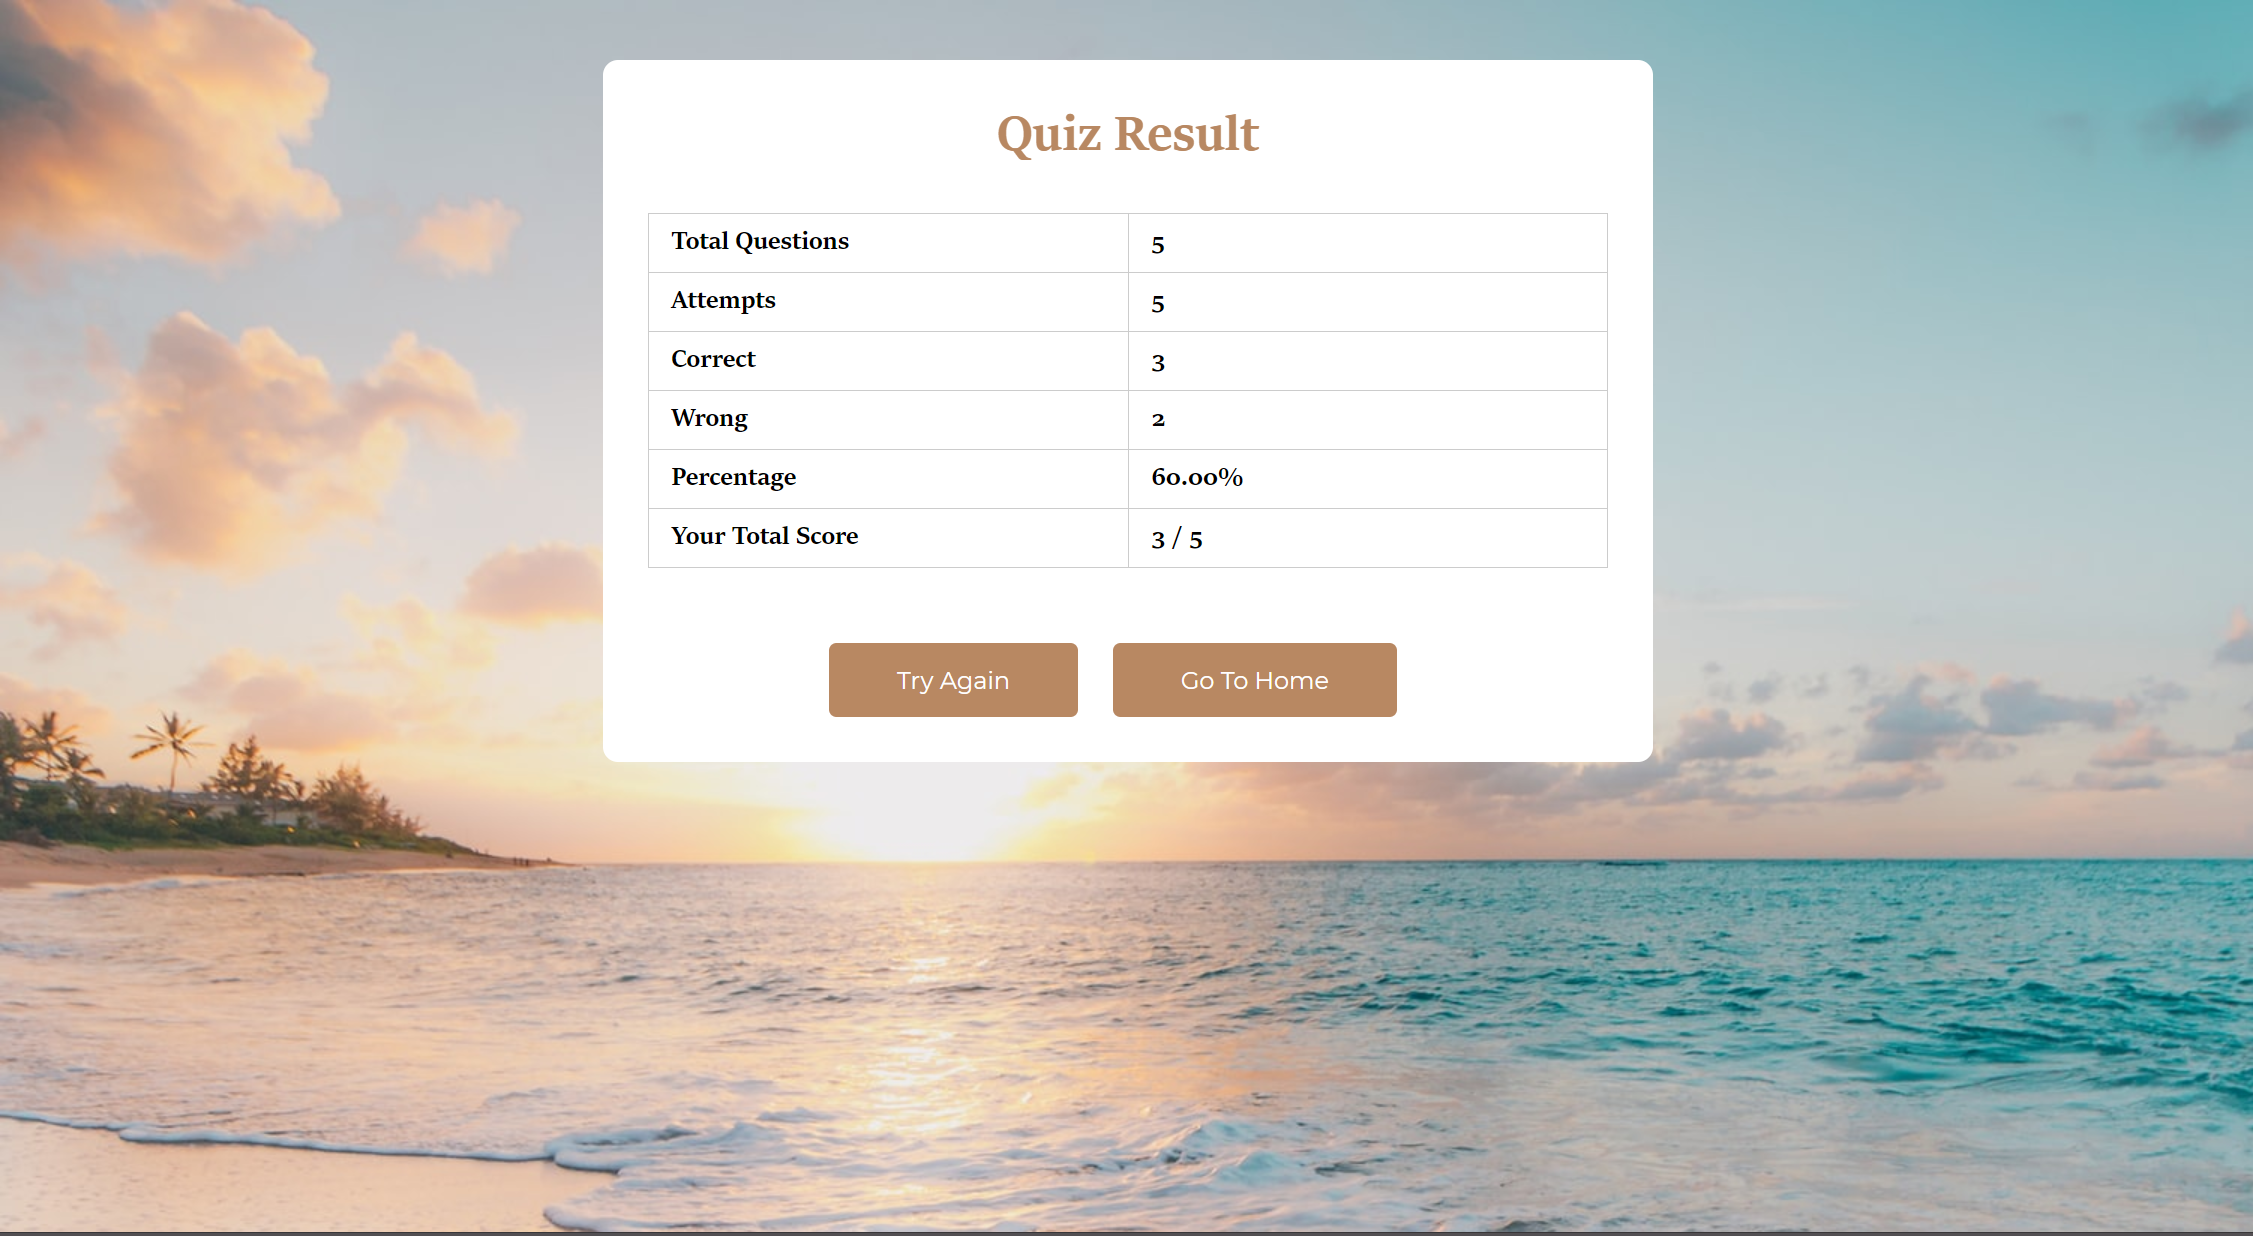 Quiz Result
Total Questions 5
Attempts 5
Correct 3
Wrong 2
Percentage 60.00%
Your Total Score 3 / 5
Try Again Go To Home